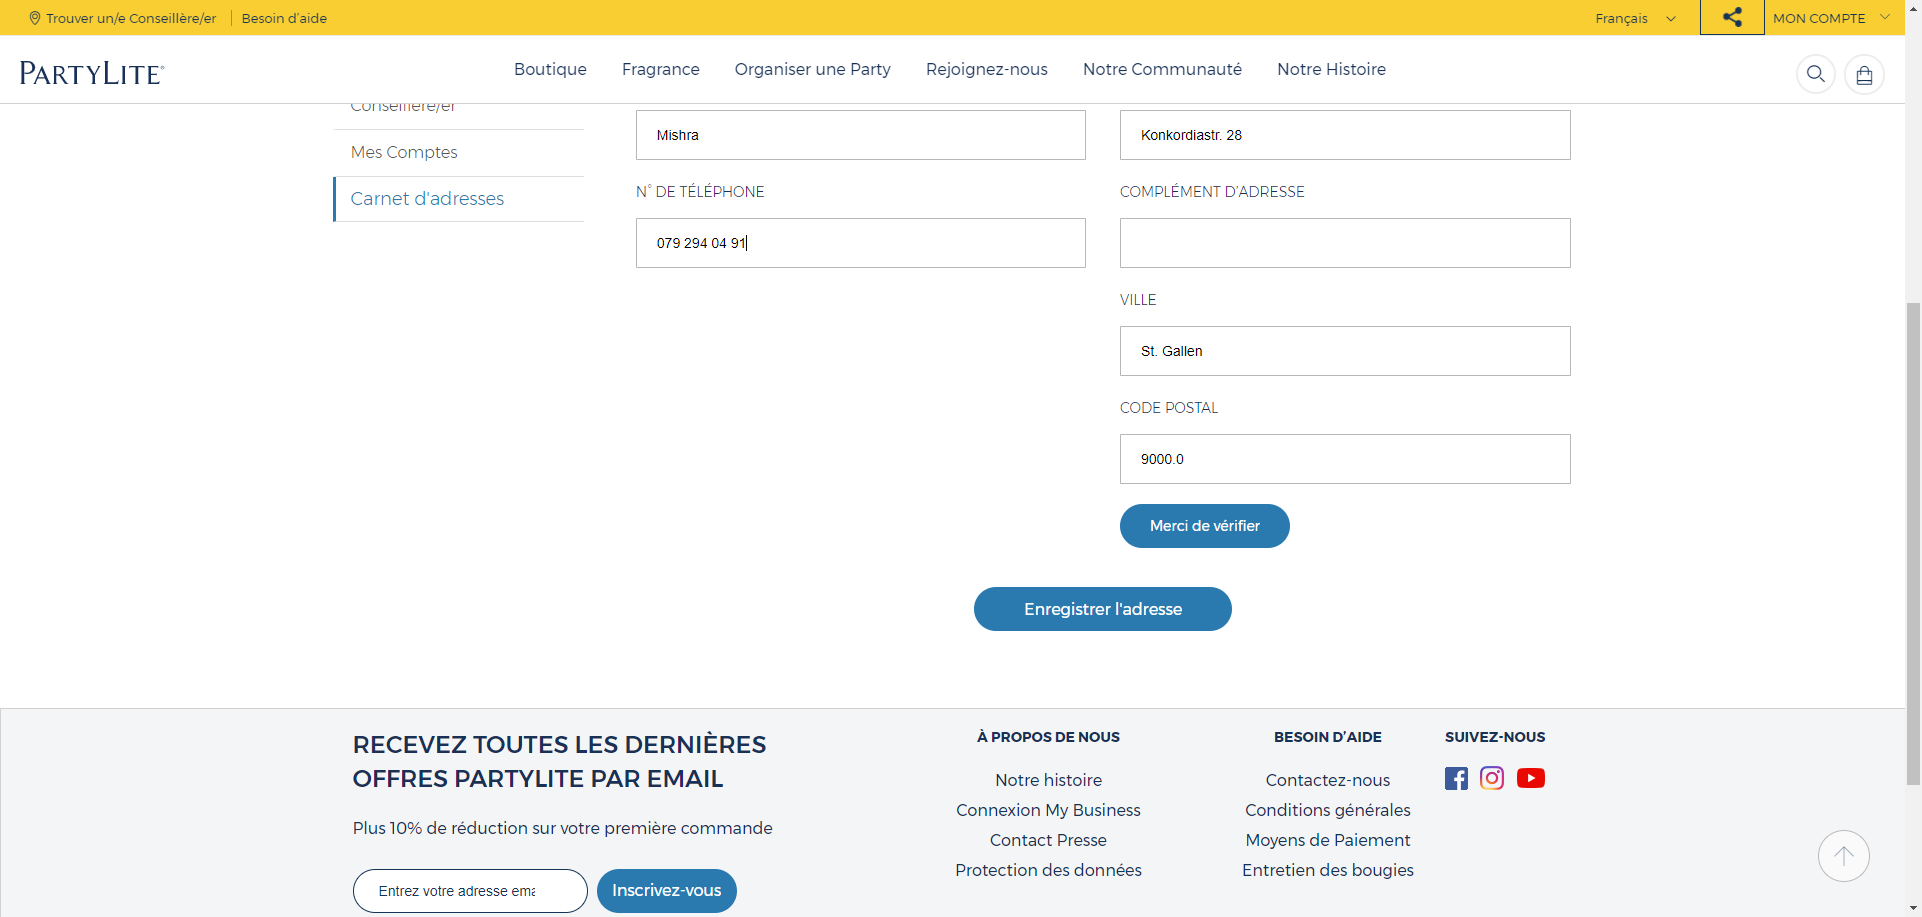 Trouver un/e Conseillère/er
Besoin d'aide
Français
MON COMPTE
PARTYLITE®
Boutique
Fragrance
Organiser une Party
Rejoignez-nous
Notre Communauté
Notre Histoire
Conseillère/er
Mes Comptes
Carnet d'adresses
Mishra
N° DE TÉLÉPHONE
079 294 04 91
Konkordiastr. 28
COMPLÉMENT D'ADRESSE
VILLE
St. Gallen
CODE POSTAL
9000.0
Merci de vérifier
Enregistrer l'adresse
RECEVEZ TOUTES LES DERNIÈRES
OFFRES PARTYLITE PAR EMAIL
Plus 10% de réduction sur votre première commande
Entrez votre adresse ema
Inscrivez-vous
À PROPOS DE NOUS
Notre histoire
Connexion My Business
Contact Presse
Protection des données
BESOIN D'AIDE
Contactez-nous
Conditions générales
Moyens de Paiement
Entretien des bougies
SUIVEZ-NOUS